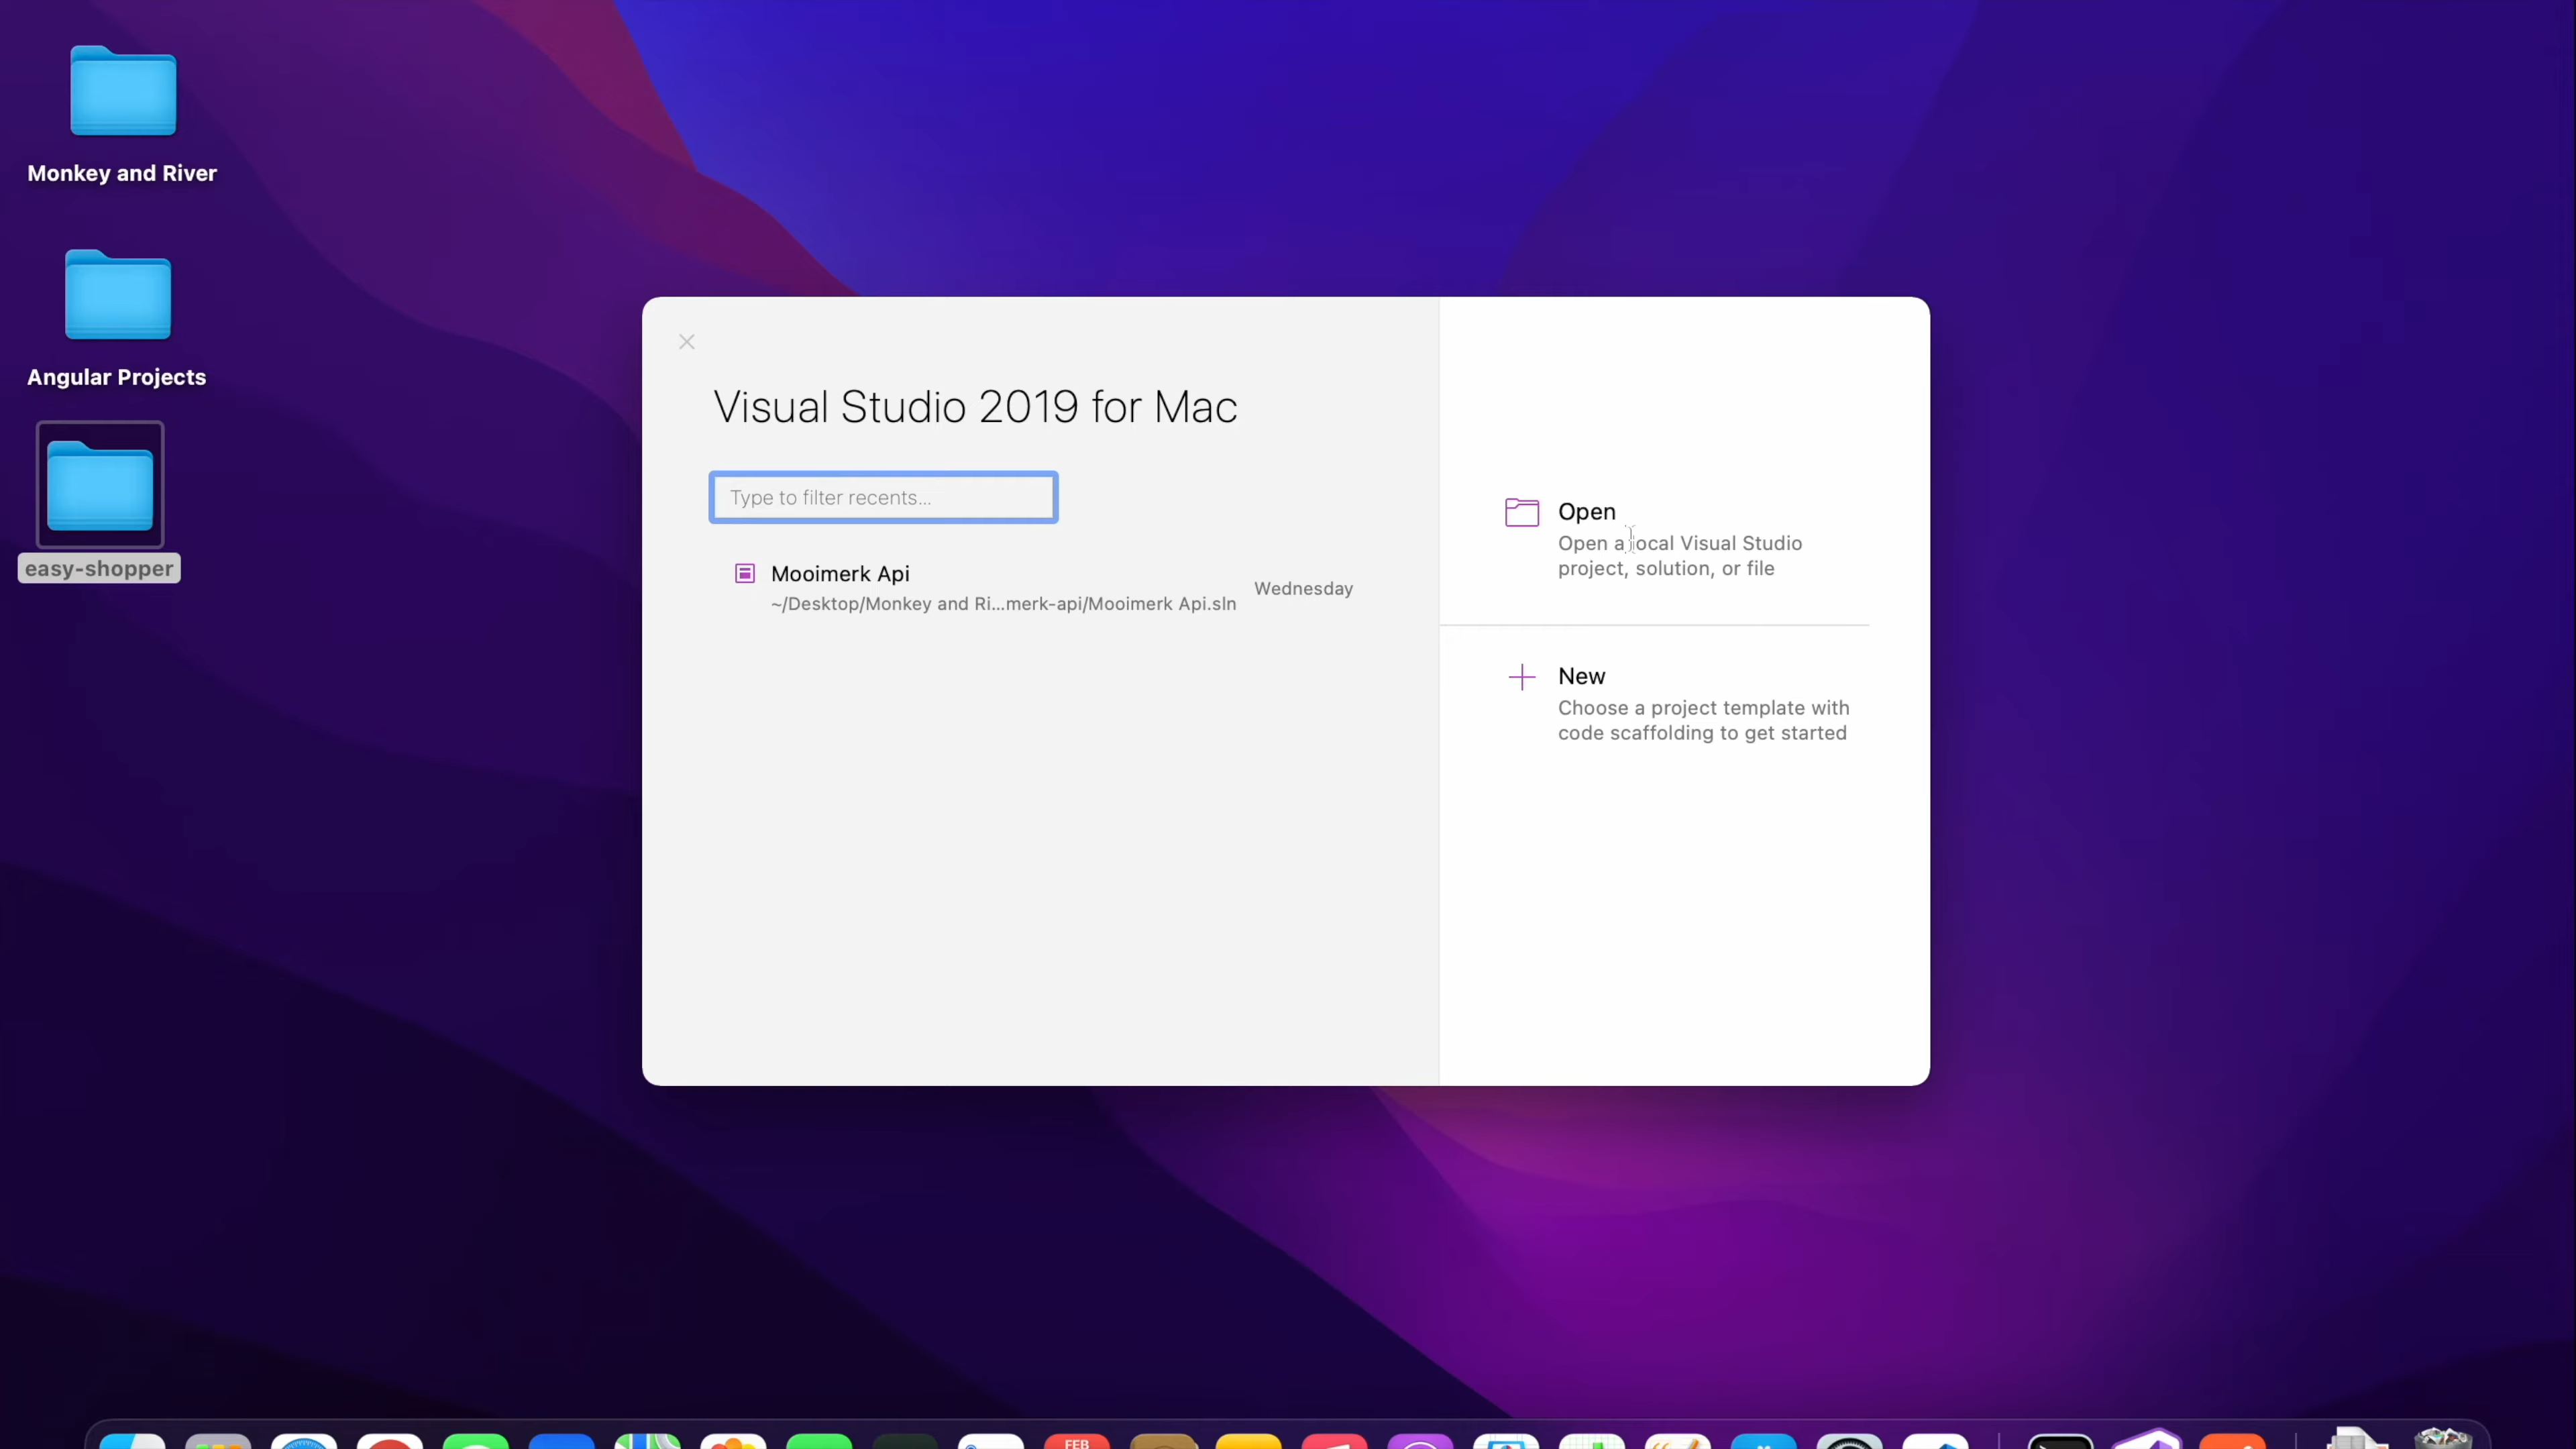 Monkey and River
Angular Projects
easy-shopper
Visual Studio 2019 for Mac
Type to filter recents...
Mooimerk Api
~/Desktop/Monkey and Ri...merk-api/Mooimerk Api.sln
Wednesday
Open
Open a local Visual Studio
project, solution, or file
New
Choose a project template with
code scaffolding to get started
FEB